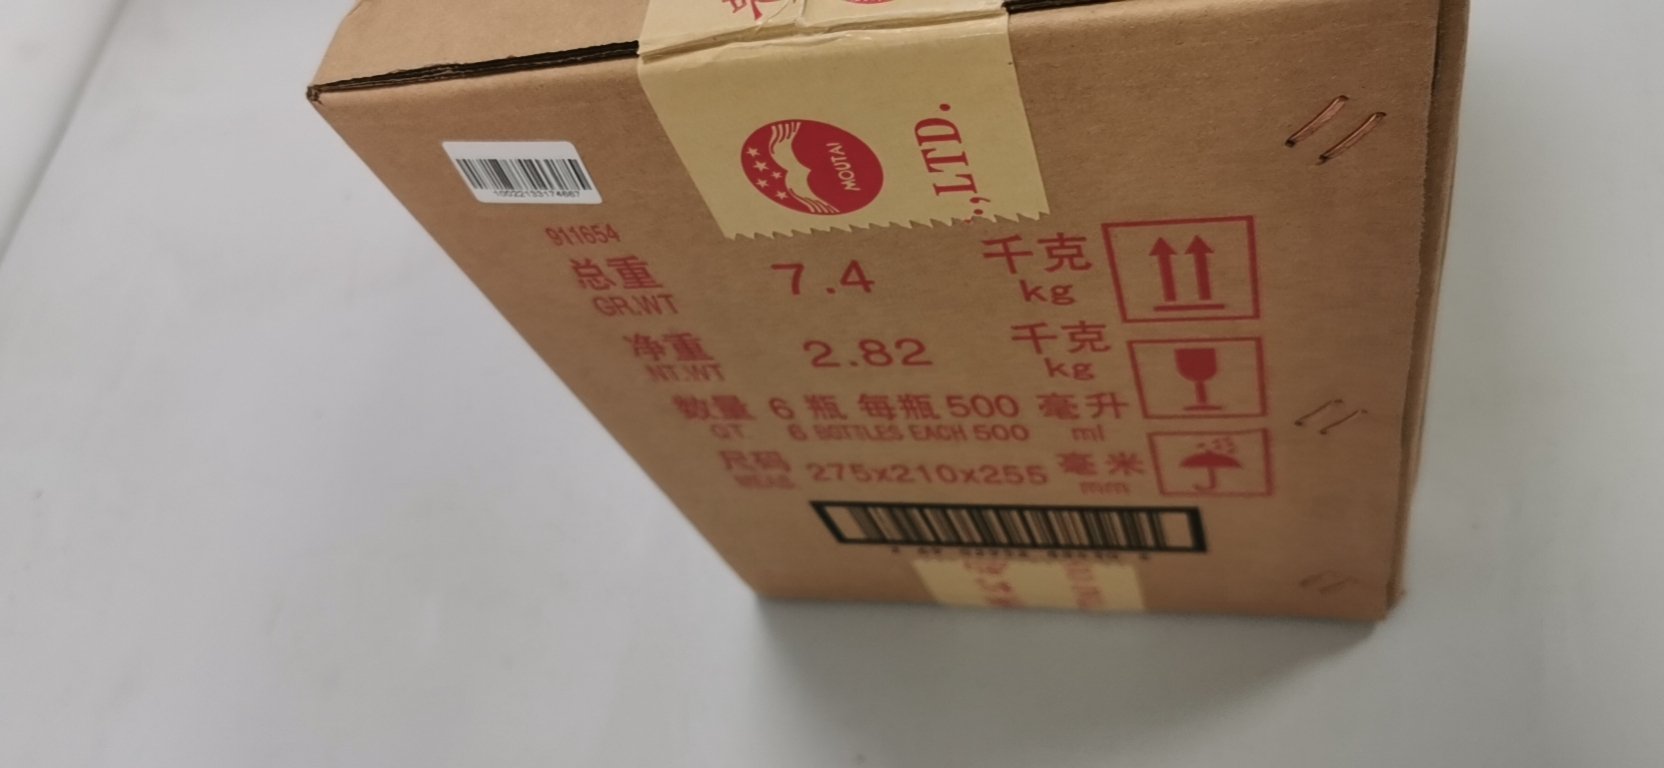 MOUTAI
.,LTD.
10022133174667
911654
总重 7.4 千克
GR.WT kg
净重 2.82 千克
NT.WT kg
数量 6 瓶 每瓶 500 毫升
QT 6 BOTTLES EACH 500 ml
尺码 275x210x255 毫米
MEAS mm